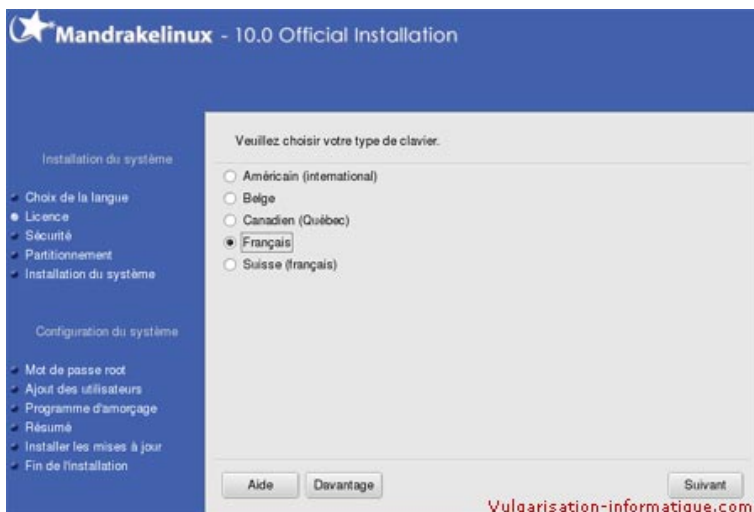 Mandrakelinux - 10.0 Official Installation
Installation du système
Choix de la langue
Licence
Sécurité
Partitionnement
Installation du système
Configuration du système
Mot de passe root
Ajout des utilisateurs
Programme d'amorçage
Résumé
Installer les mises à jour
Fin de l'installation
Veuillez choisir votre type de clavier.
Américain (international)
Belge
Canadien (Québec)
Français
Suisse (français)
Aide
Davantage
Suivant
Vulgarisation-informatique.com